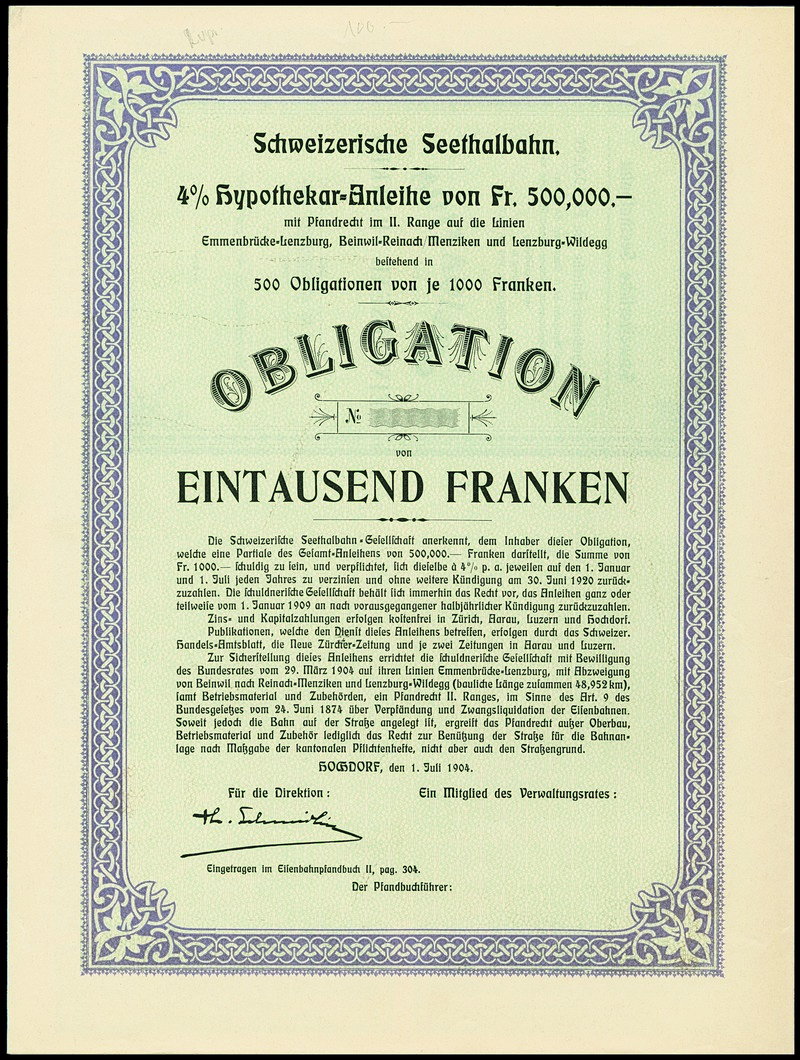 100.—
Schweizerische Seethalbahn.
4% Hypothekar-Anleihe von Fr. 500,000.—
mit Pfandrecht im II. Range auf die Linien
Emmenbrücke-Lenzburg, Beinwil-Reinach/Menziken und Lenzburg-Wildegg
bestehend in
500 Obligationen von je 1000 Franken.
OBLIGATION
No
von
EINTAUSEND FRANKEN
Die Schweizerische Seethalbahn-Gesellschaft anerkennt, dem Inhaber dieser Obligation,
welche eine Partiale des Gesamt-Anleihens von 500,000.— Franken darstellt, die Summe von
Fr. 1000.— schuldig zu sein, und verpflichtet, sich dieselbe à 4% p. a. jeweilen auf den 1. Januar
und 1. Juli jeden Jahres zu verzinsen und ohne weitere Kündigung am 30. Juni 1920 zurück-
zuzahlen. Die schuldnerische Gesellschaft behält sich immerhin das Recht vor, das Anleihen ganz oder
teilweise vom 1. Januar 1909 an nach vorausgegangener halbjährlicher Kündigung zurückzuzahlen.
Zins- und Kapitalzahlungen erfolgen kostenfrei in Zürich, Aarau, Luzern und Hochdorf.
Publikationen, welche den Dienst dieses Anleihens betreffen, erfolgen durch das Schweizer.
Handels-Amtsblatt, die Neue Zürcher-Zeitung und je zwei Zeitungen in Aarau und Luzern.
Zur Sicherstellung dieses Anleihens errichtet die schuldnerische Gesellschaft mit Bewilligung
des Bundesrates vom 29. März 1904 auf ihren Linien Emmenbrücke-Lenzburg, mit Abzweigung
von Beinwil nach Reinach-Menziken und Lenzburg-Wildegg (bauliche Länge zusammen 48,952 km),
samt Betriebsmaterial und Zubehörden, ein Pfandrecht II. Ranges, im Sinne des Art. 9 des
Bundesgesetzes vom 24. Juni 1874 über Verpfändung und Zwangsliquidation der Eisenbahnen.
Soweit jedoch die Bahn auf der Straße angelegt ist, ergreift das Pfandrecht außer Oberbau,
Betriebsmaterial und Zubehör lediglich das Recht zur Benützung der Straße für die Bahnan-
lage nach Maßgabe der kantonalen Pflichtenhefte, nicht aber auch den Straßengrund.
HOCHDORF, den 1. Juli 1904.
Für die Direktion: Ein Mitglied des Verwaltungsrates:
Th. Schmidlin
Eingetragen im Eisenbahnpfandbuch II, pag. 304.
Der Pfandbuchführer: